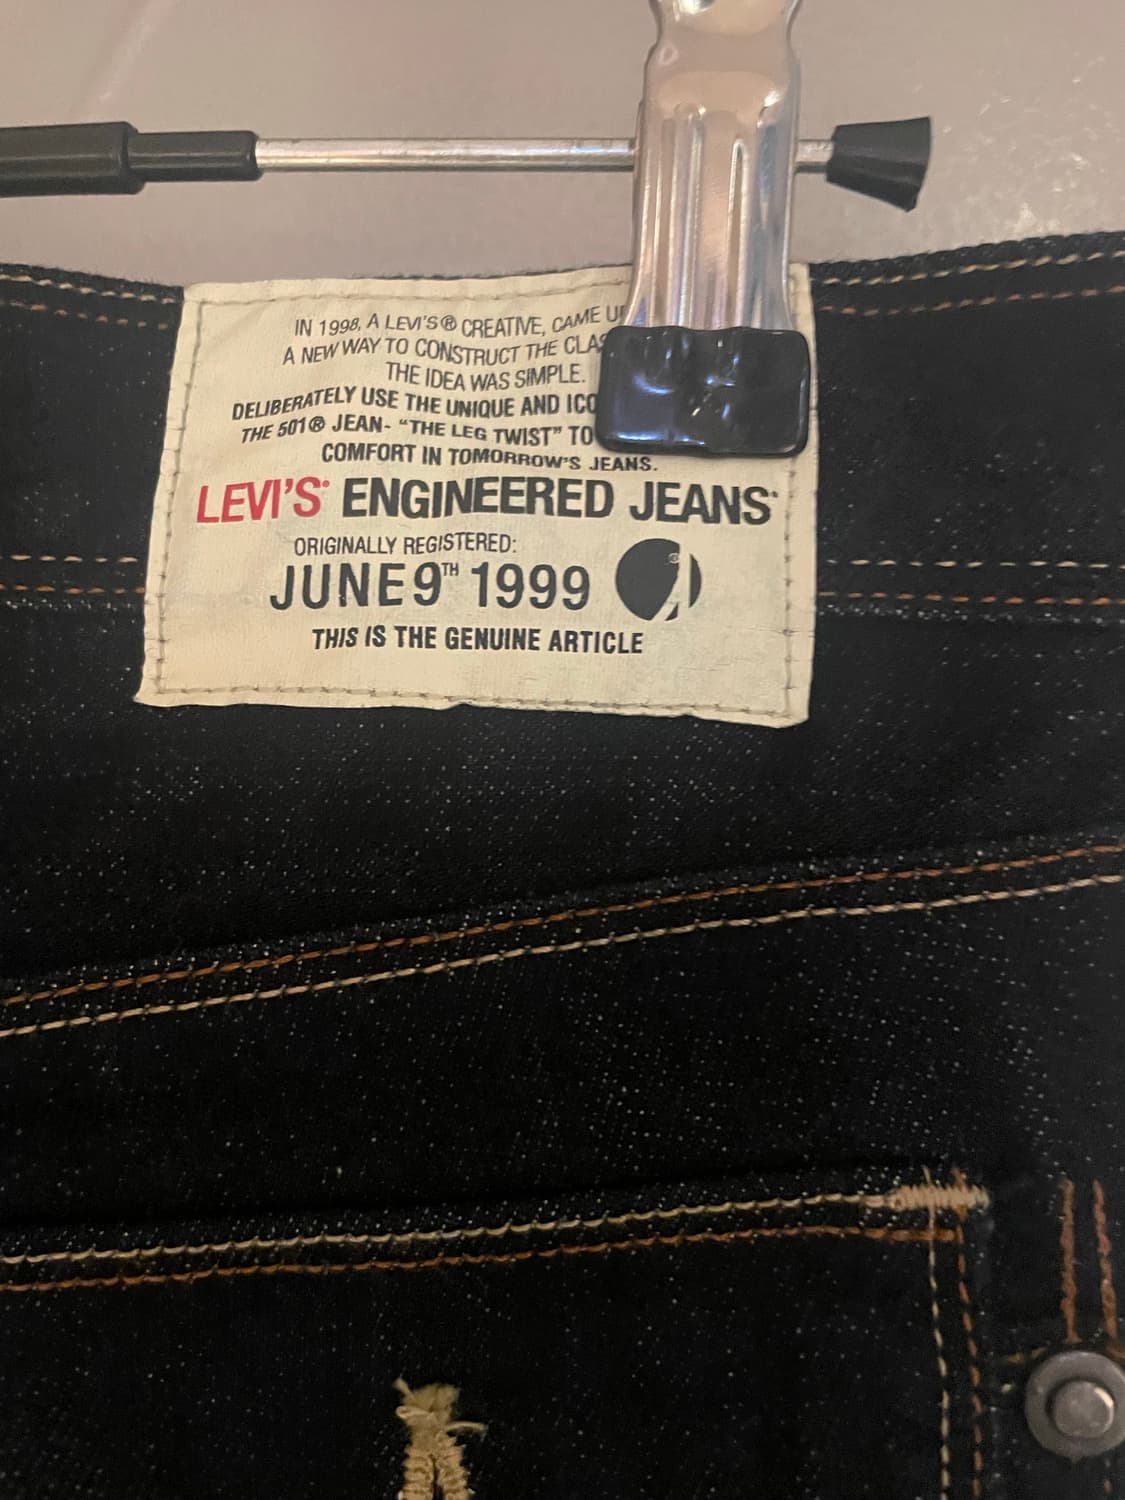 IN 1998, A LEVI'S® CREATIVE, CAME
A NEW WAY TO CONSTRUCT THE
THE IDEA WAS SIMPLE.
DELIBERATELY USE THE UNIQUE AND
THE 501® JEAN- "THE LEG TWIST" TO
COMFORT IN TOMORROW'S JEANS.
LEVI'S® ENGINEERED JEANS®
ORIGINALLY REGISTERED:
JUNE 9TH 1999
THIS IS THE GENUINE ARTICLE